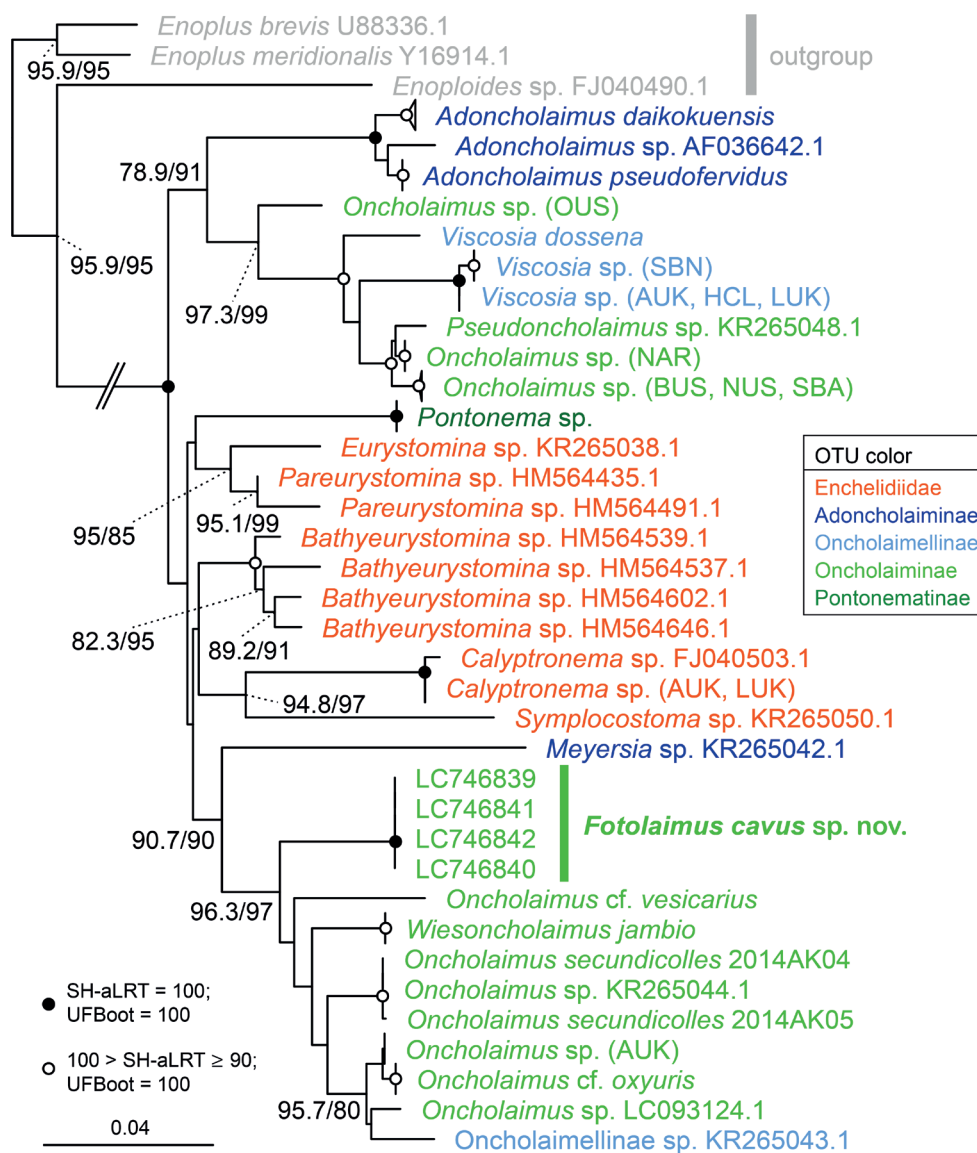 Enoplus brevis U88336.1
Enoplus meridionalis Y16914.1
outgroup
95.9/95
Enoploides sp. FJ040490.1
Adoncholaimus daikokuensis
Adoncholaimus sp. AF036642.1
78.9/91
Adoncholaimus pseudofervidus
Oncholaimus sp. (OUS)
Viscosia dossena
95.9/95
Viscosia sp. (SBN)
Viscosia sp. (AUK, HCL, LUK)
97.3/99
Pseudoncholaimus sp. KR265048.1
Oncholaimus sp. (NAR)
Oncholaimus sp. (BUS, NUS, SBA)
Pontonema sp.
Eurystomina sp. KR265038.1
Pareurystomina sp. HM564435.1
Pareurystomina sp. HM564491.1
95/85
95.1/99
Bathyeurystomina sp. HM564539.1
Bathyeurystomina sp. HM564537.1
Bathyeurystomina sp. HM564602.1
Bathyeurystomina sp. HM564646.1
82.3/95
89.2/91
Calyptronema sp. FJ040503.1
Calyptronema sp. (AUK, LUK)
94.8/97
Symplocostoma sp. KR265050.1
Meyersia sp. KR265042.1
OTU color
Enchelidiidae
Adoncholaiminae
Oncholaimellinae
Oncholaiminae
Pontonematinae
LC746839
LC746841
LC746842
LC746840
Fotolaimus cavus sp. nov.
90.7/90
96.3/97
Oncholaimus cf. vesicarius
Wiesoncholaimus jambio
Oncholaimus secundicolles 2014AK04
Oncholaimus sp. KR265044.1
Oncholaimus secundicolles 2014AK05
Oncholaimus sp. (AUK)
Oncholaimus cf. oxyuris
95.7/80
Oncholaimus sp. LC093124.1
Oncholaimellinae sp. KR265043.1
SH-aLRT = 100;
UFBoot = 100
100 > SH-aLRT ≥ 90;
UFBoot = 100
0.04